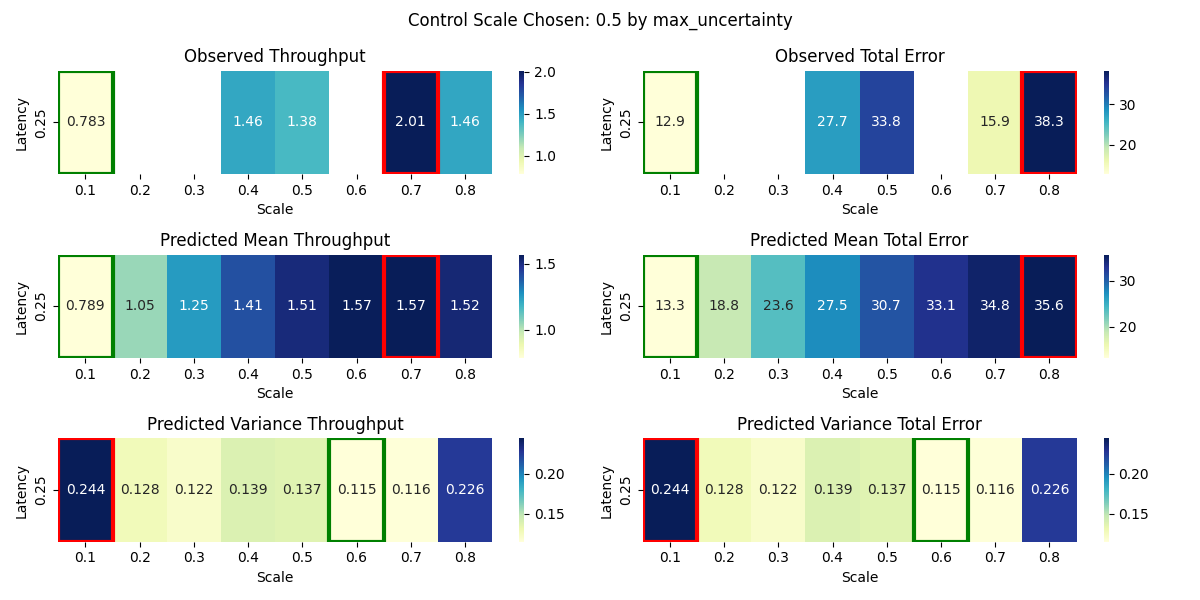 Control Scale Chosen: 0.5 by max_uncertainty
Observed Throughput
Latency
0.25
0.783 1.46 1.38 2.01 1.46
0.1 0.2 0.3 0.4 0.5 0.6 0.7 0.8
Scale
2.0
1.5
1.0
Observed Total Error
Latency
0.25
12.9 27.7 33.8 15.9 38.3
0.1 0.2 0.3 0.4 0.5 0.6 0.7 0.8
Scale
30
20
Predicted Mean Throughput
Latency
0.25
0.789 1.05 1.25 1.41 1.51 1.57 1.57 1.52
0.1 0.2 0.3 0.4 0.5 0.6 0.7 0.8
Scale
1.5
1.0
Predicted Mean Total Error
Latency
0.25
13.3 18.8 23.6 27.5 30.7 33.1 34.8 35.6
0.1 0.2 0.3 0.4 0.5 0.6 0.7 0.8
Scale
30
20
Predicted Variance Throughput
Latency
0.25
0.244 0.128 0.122 0.139 0.137 0.115 0.116 0.226
0.1 0.2 0.3 0.4 0.5 0.6 0.7 0.8
Scale
0.20
0.15
Predicted Variance Total Error
Latency
0.25
0.244 0.128 0.122 0.139 0.137 0.115 0.116 0.226
0.1 0.2 0.3 0.4 0.5 0.6 0.7 0.8
Scale
0.20
0.15